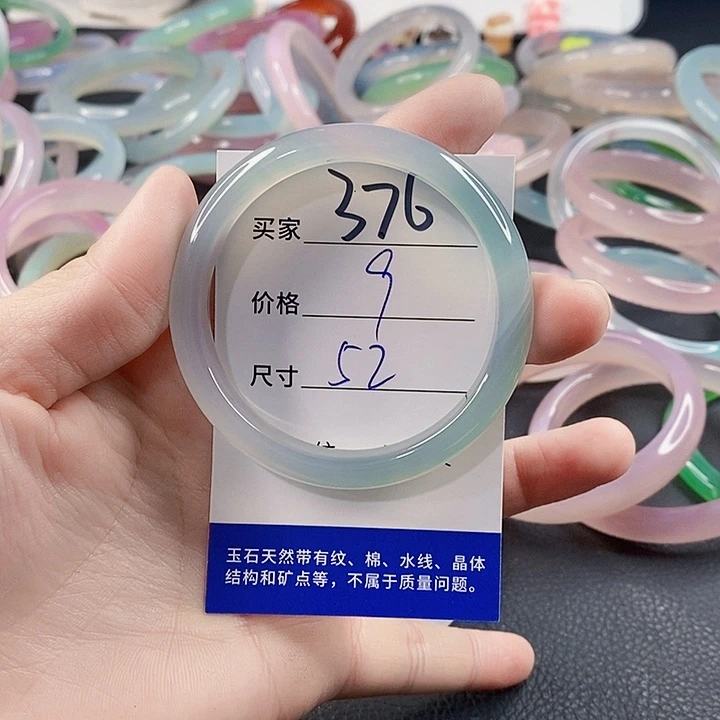 买家 376
价格 9
尺寸 52
玉石天然带有纹、棉、水线、晶体
结构和矿点等，不属于质量问题。